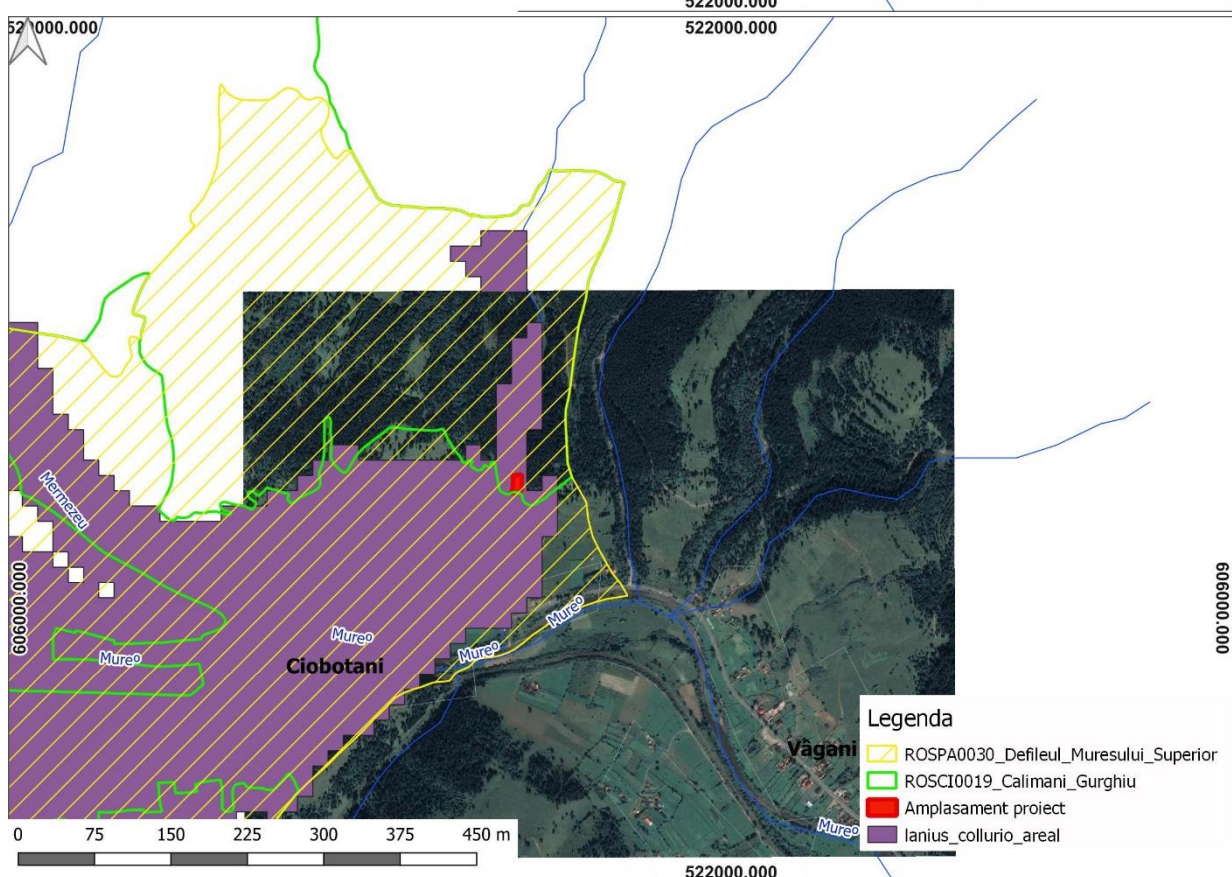 522000.000
522000.000
Mermezeu
606000.000
606000.000
Mureº
Mureº
Mureº
Mureº
Ciobotani
Vâgani
Mureº
Legenda
ROSPA0030_Defileul_Muresului_Superior
ROSCI0019_Calimani_Gurghiu
Amplasament proiect
lanius_collurio_areal
0 75 150 225 300 375 450 m
522000.000